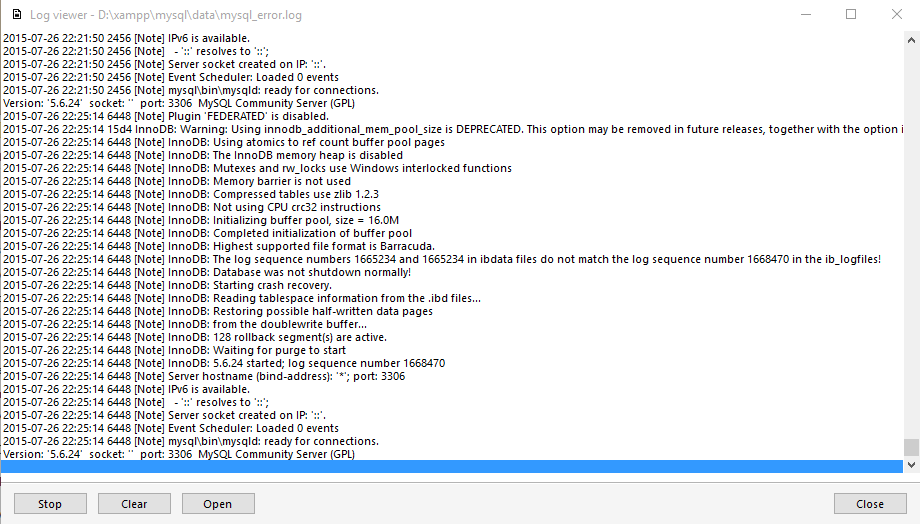 Log viewer - D:\xampp\mysql\data\mysql_error.log
2015-07-26 22:21:50 2456 [Note] IPv6 is available.
2015-07-26 22:21:50 2456 [Note]   - '::' resolves to '::';
2015-07-26 22:21:50 2456 [Note] Server socket created on IP: '::'.
2015-07-26 22:21:50 2456 [Note] Event Scheduler: Loaded 0 events
2015-07-26 22:21:50 2456 [Note] mysql\bin\mysqld: ready for connections.
Version: '5.6.24'  socket: ''  port: 3306  MySQL Community Server (GPL)
2015-07-26 22:25:14 6448 [Note] Plugin 'FEDERATED' is disabled.
2015-07-26 22:25:14 15d4 InnoDB: Warning: Using innodb_additional_mem_pool_size is DEPRECATED. This option may be removed in future releases, together with the option i
2015-07-26 22:25:14 6448 [Note] InnoDB: Using atomics to ref count buffer pool pages
2015-07-26 22:25:14 6448 [Note] InnoDB: The InnoDB memory heap is disabled
2015-07-26 22:25:14 6448 [Note] InnoDB: Mutexes and rw_locks use Windows interlocked functions
2015-07-26 22:25:14 6448 [Note] InnoDB: Memory barrier is not used
2015-07-26 22:25:14 6448 [Note] InnoDB: Compressed tables use zlib 1.2.3
2015-07-26 22:25:14 6448 [Note] InnoDB: Not using CPU crc32 instructions
2015-07-26 22:25:14 6448 [Note] InnoDB: Initializing buffer pool, size = 16.0M
2015-07-26 22:25:14 6448 [Note] InnoDB: Completed initialization of buffer pool
2015-07-26 22:25:14 6448 [Note] InnoDB: Highest supported file format is Barracuda.
2015-07-26 22:25:14 6448 [Note] InnoDB: The log sequence numbers 1665234 and 1665234 in ibdata files do not match the log sequence number 1668470 in the ib_logfiles!
2015-07-26 22:25:14 6448 [Note] InnoDB: Database was not shutdown normally!
2015-07-26 22:25:14 6448 [Note] InnoDB: Starting crash recovery.
2015-07-26 22:25:14 6448 [Note] InnoDB: Reading tablespace information from the .ibd files...
2015-07-26 22:25:14 6448 [Note] InnoDB: Restoring possible half-written data pages
2015-07-26 22:25:14 6448 [Note] InnoDB: from the doublewrite buffer...
2015-07-26 22:25:14 6448 [Note] InnoDB: 128 rollback segment(s) are active.
2015-07-26 22:25:14 6448 [Note] InnoDB: Waiting for purge to start
2015-07-26 22:25:14 6448 [Note] InnoDB: 5.6.24 started; log sequence number 1668470
2015-07-26 22:25:14 6448 [Note] Server hostname (bind-address): '*'; port: 3306
2015-07-26 22:25:14 6448 [Note] IPv6 is available.
2015-07-26 22:25:14 6448 [Note]   - '::' resolves to '::';
2015-07-26 22:25:14 6448 [Note] Server socket created on IP: '::'.
2015-07-26 22:25:14 6448 [Note] Event Scheduler: Loaded 0 events
2015-07-26 22:25:14 6448 [Note] mysql\bin\mysqld: ready for connections.
Version: '5.6.24'  socket: ''  port: 3306  MySQL Community Server (GPL)
Stop Clear Open Close